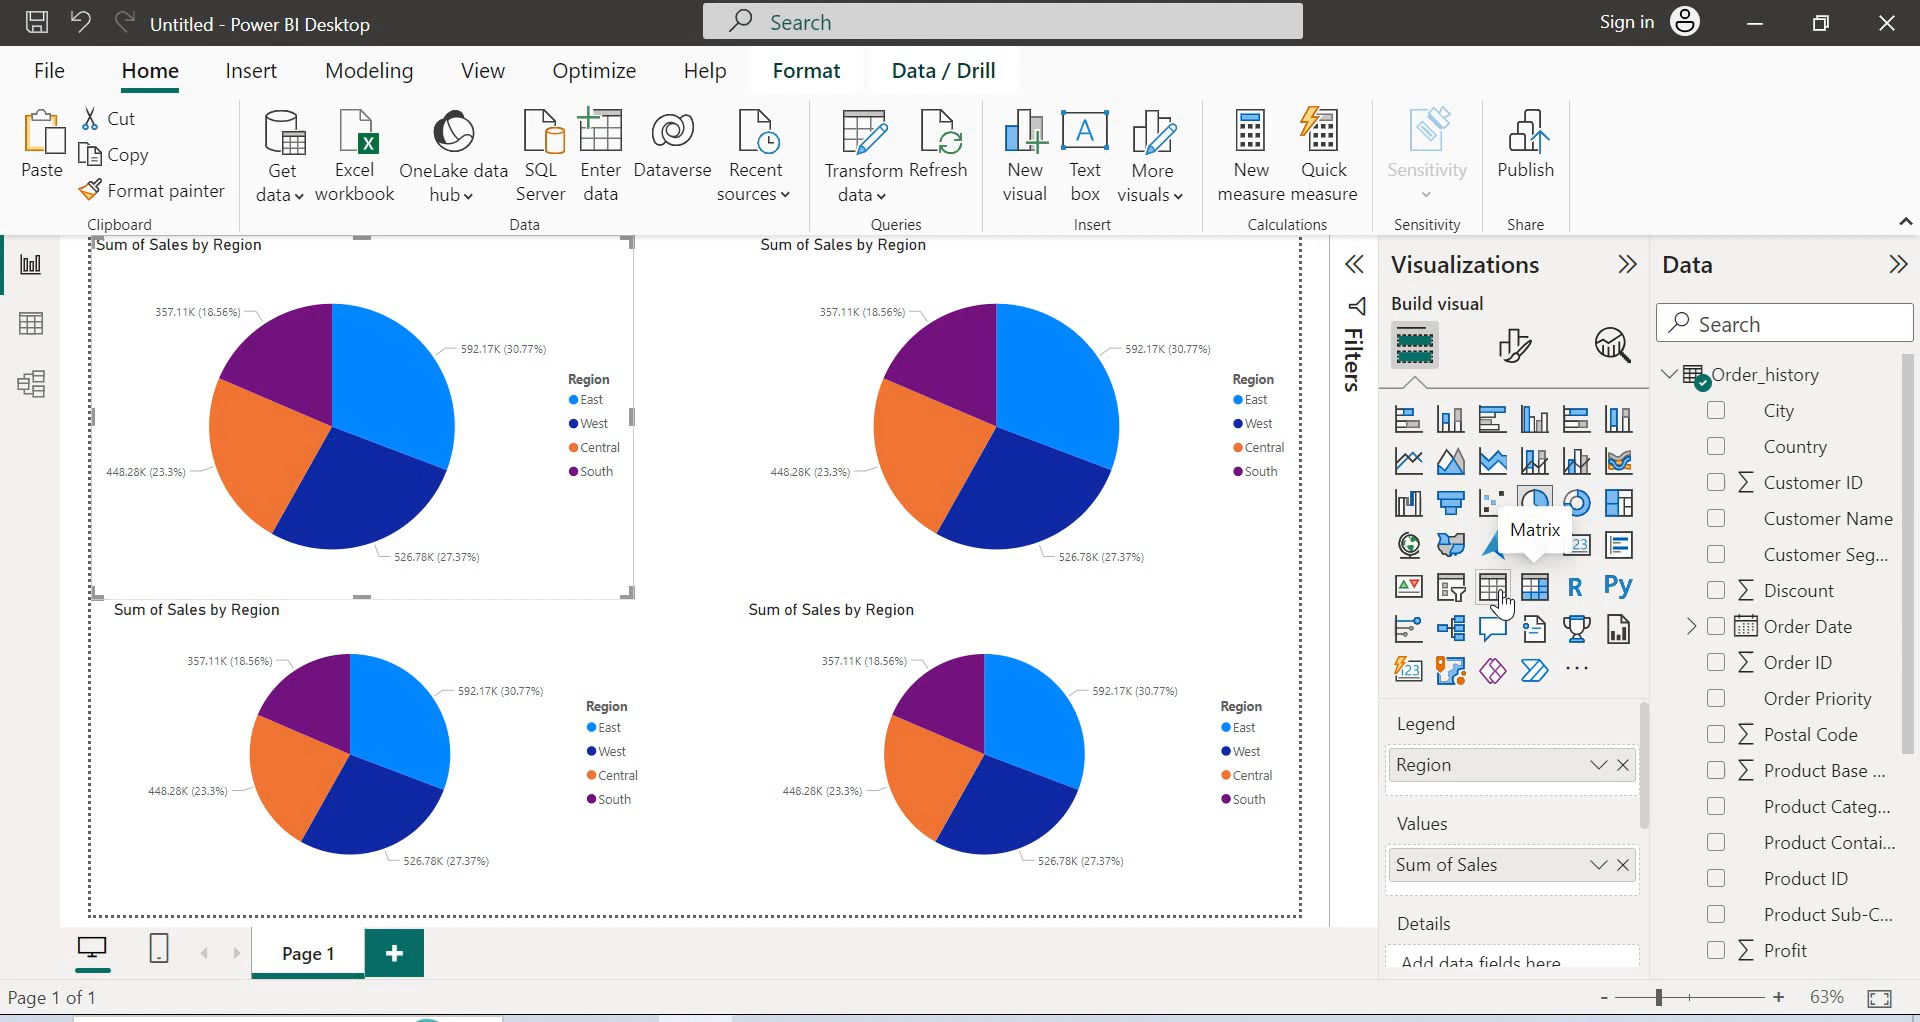 Untitled - Power BI Desktop
Search
Sign in
File
Home
Insert
Modeling
View
Optimize
Help
Format
Data / Drill
Paste
Cut
Copy
Format painter
Clipboard
Get
data
Excel
workbook
OneLake data
hub
SQL
Server
Enter
data
Dataverse
Recent
sources
Data
Transform
data
Refresh
Queries
New
visual
Text
box
More
visuals
Insert
New
measure
Quick
measure
Calculations
Sensitivity
Sensitivity
Publish
Share
Sum of Sales by Region
357.11K (18.56%)
592.17K (30.77%)
448.28K (23.3%)
526.78K (27.37%)
Region
East
West
Central
South
Sum of Sales by Region
357.11K (18.56%)
592.17K (30.77%)
448.28K (23.3%)
526.78K (27.37%)
Region
East
West
Central
South
Sum of Sales by Region
357.11K (18.56%)
592.17K (30.77%)
448.28K (23.3%)
526.78K (27.37%)
Region
East
West
Central
South
Sum of Sales by Region
357.11K (18.56%)
592.17K (30.77%)
448.28K (23.3%)
526.78K (27.37%)
Region
East
West
Central
South
Filters
Visualizations
Build visual
Matrix
123
R
Py
123
Legend
Region
Values
Sum of Sales
Details
Add data fields here
Data
Search
Order_history
City
Country
Σ Customer ID
Customer Name
Customer Seg...
Σ Discount
Order Date
Σ Order ID
Order Priority
Σ Postal Code
Σ Product Base ...
Product Categ...
Product Contai...
Product ID
Product Sub-C...
Σ Profit
Page 1
+
Page 1 of 1
- + 63%